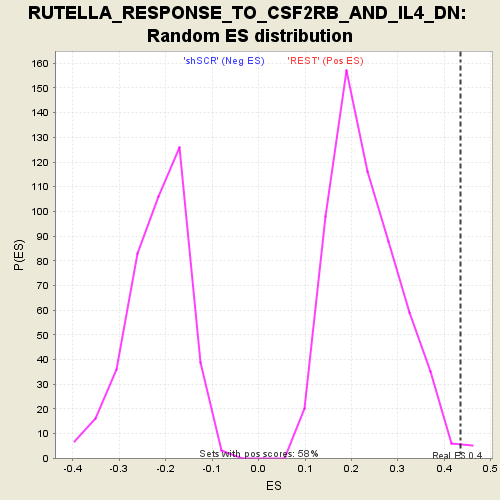 RUTELLA_RESPONSE_TO_CSF2RB_AND_IL4_DN:
Random ES distribution
'shSCR' (Neg ES) 'REST' (Pos ES)
160
150
140
130
120
110
100
90
80
70
60
50
40
30
20
10
0
P(ES)
Sets with pos scores: 58%
Real ES 0.4
-0.4 -0.3 -0.2 -0.1 0.0 0.1 0.2 0.3 0.4 0.5
ES